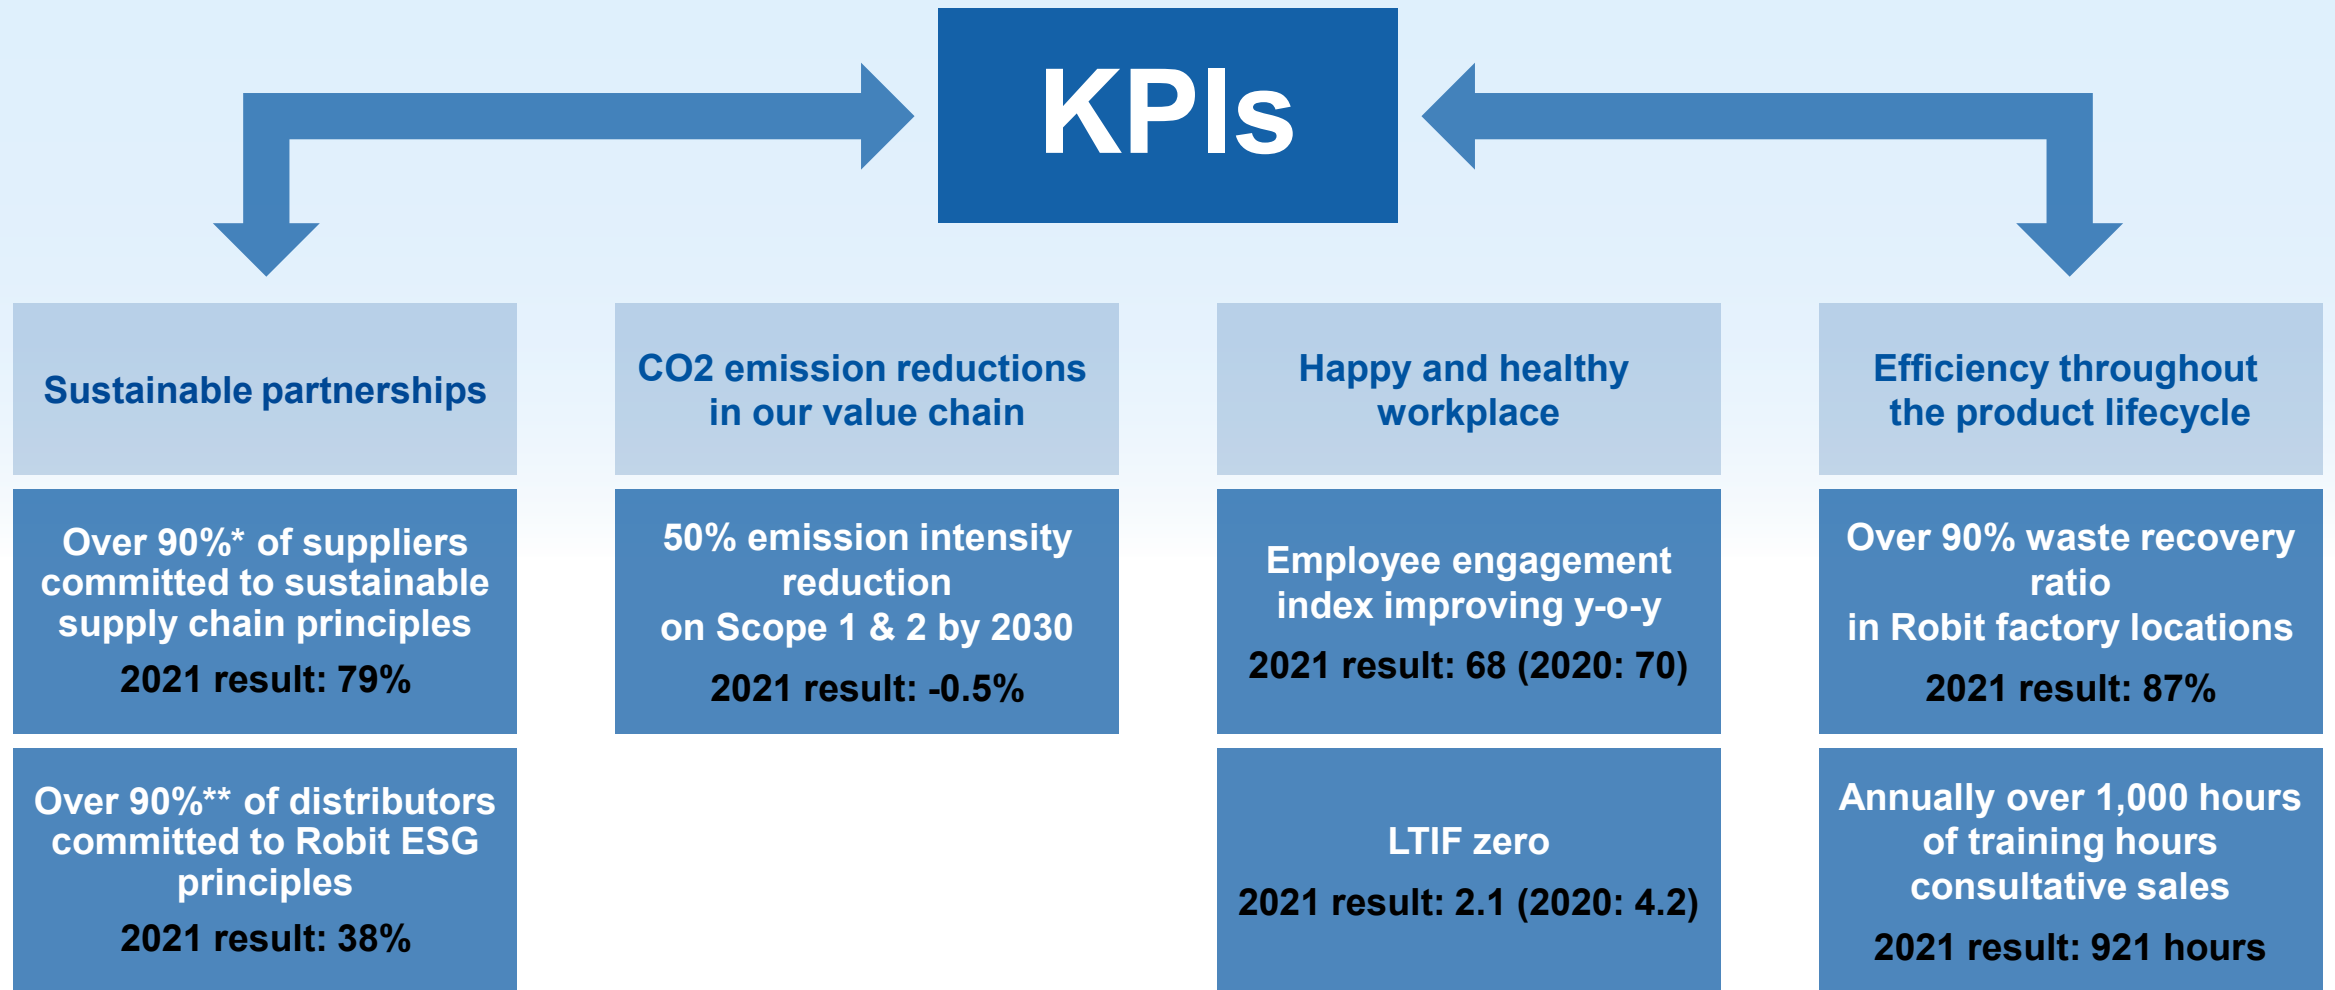 KPIs
Sustainable partnerships
Over 90%* of suppliers
committed to sustainable
supply chain principles
2021 result: 79%
Over 90%** of distributors
committed to Robit ESG
principles
2021 result: 38%
CO2 emission reductions
in our value chain
50% emission intensity
reduction
on Scope 1 & 2 by 2030
2021 result: -0.5%
Happy and healthy
workplace
Employee engagement
index improving y-o-y
2021 result: 68 (2020: 70)
LTIF zero
2021 result: 2.1 (2020: 4.2)
Efficiency throughout
the product lifecycle
Over 90% waste recovery
ratio
in Robit factory locations
2021 result: 87%
Annually over 1,000 hours
of training hours
consultative sales
2021 result: 921 hours